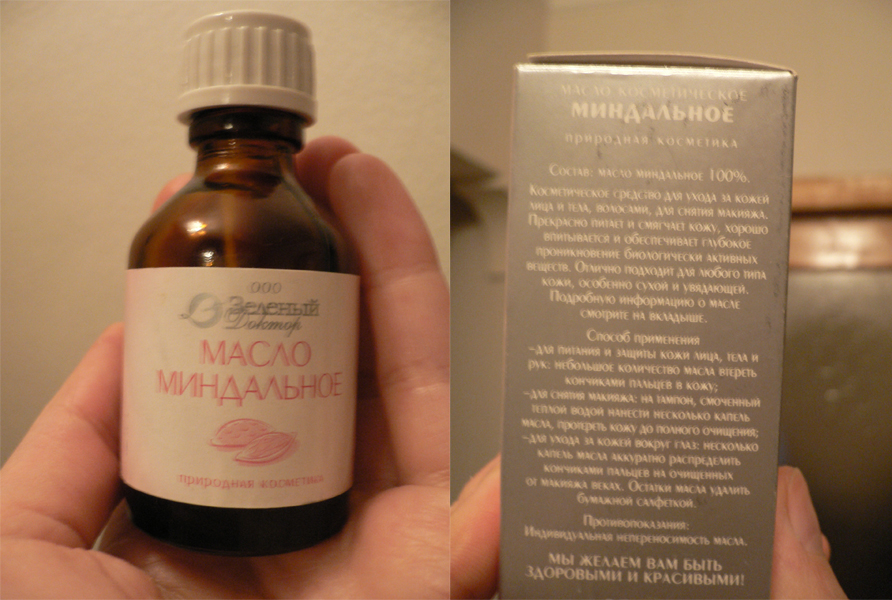 ООО
Зеленый
Доктор
МАСЛО
МИНДАЛЬНОЕ
природная косметика
МАСЛО КОСМЕТИЧЕСКОЕ
МИНДАЛЬНОЕ
природная косметика
Состав: масло миндальное 100%.
Косметическое средство для ухода за кожей
лица и тела, волосами, для снятия макияжа.
Прекрасно питает и смягчает кожу, хорошо
впитывается и обеспечивает глубокое
проникновение биологически активных
веществ. Отлично подходит для любого типа
кожи, особенно сухой и увядающей.
Подробную информацию о масле
смотрите на вкладыше.
Способ применения
–для питания и защиты кожи лица, тела и
рук: небольшое количество масла втереть
кончиками пальцев в кожу;
–для снятия макияжа: на тампон, смоченный
теплой водой нанести несколько капель
масла, протереть кожу до полного очищения;
–для ухода за кожей вокруг глаз: несколько
капель масла аккуратно распределить
кончиками пальцев на очищенных
от макияжа веках. Остатки масла удалить
бумажной салфеткой.
Противопоказания:
Индивидуальная непереносимость масла.
МЫ ЖЕЛАЕМ ВАМ БЫТЬ
ЗДОРОВЫМИ И КРАСИВЫМИ!